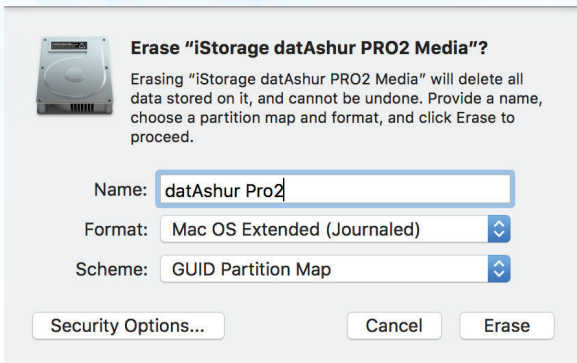 Erase “iStorage datAshur PRO2 Media”?
Erasing “iStorage datAshur PRO2 Media” will delete all
data stored on it, and cannot be undone. Provide a name,
choose a partition map and format, and click Erase to
proceed.
Name: datAshur Pro2
Format: Mac OS Extended (Journaled)
Scheme: GUID Partition Map
Security Options... Cancel Erase